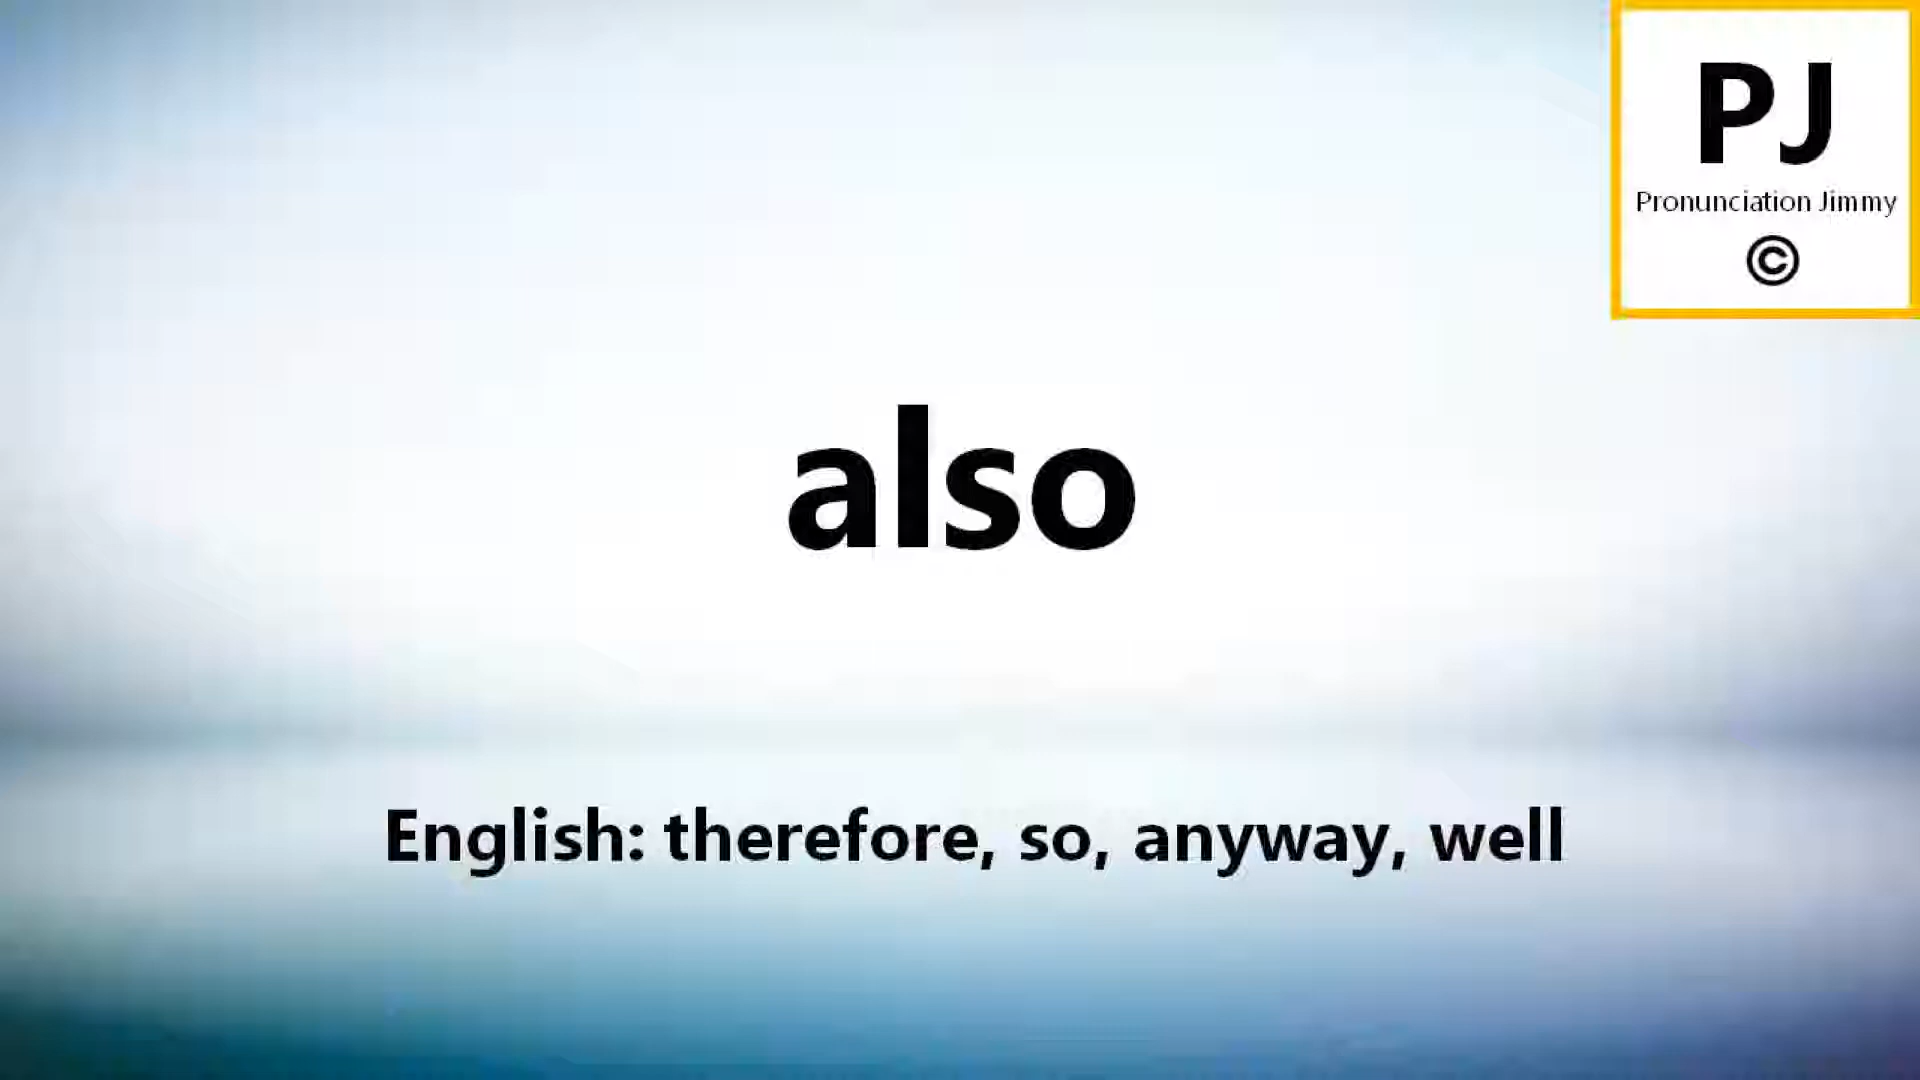 PJ
Pronunciation Jimmy
©
also
English: therefore, so, anyway, well